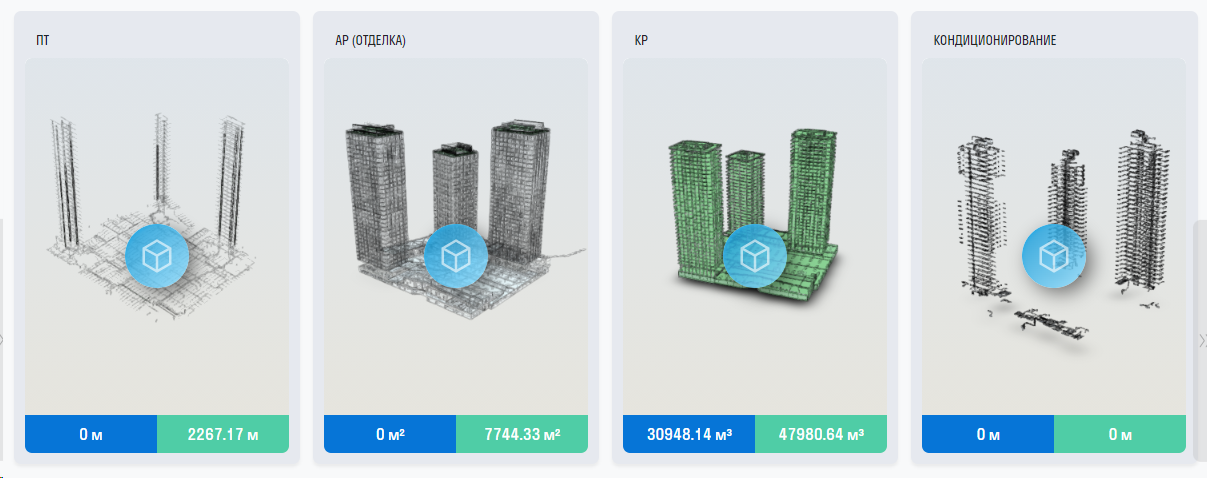 ПТ
АР (ОТДЕЛКА)
КР
КОНДИЦИОНИРОВАНИЕ
0 м
2267.17 м
0 м²
7744.33 м²
30948.14 м³
47980.64 м³
0 м
0 м